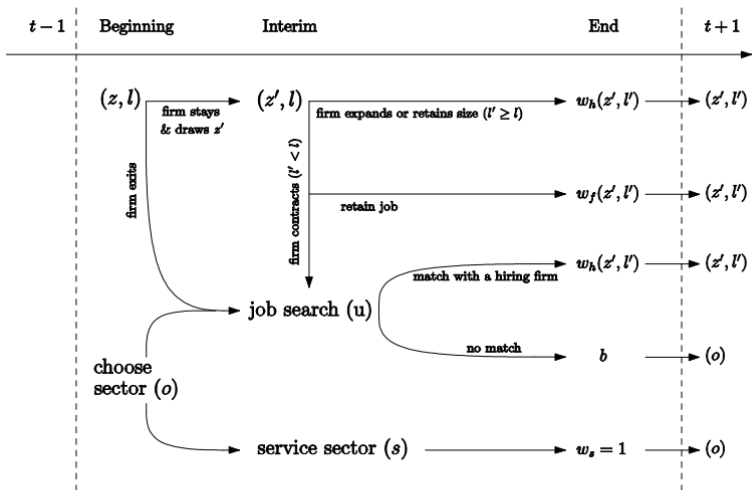 t − 1 Beginning Interim End t + 1
(z, l) firm stays & draws z′ (z′, l) firm expands or retains size (l′ ≥ l) w_h(z′, l′) (z′, l′)
firm exits
firm contracts (l′ < l)
retain job w_f(z′, l′) (z′, l′)
match with a hiring firm w_h(z′, l′) (z′, l′)
job search (u)
no match b (o)
choose
sector (o)
service sector (s) w_s = 1 (o)